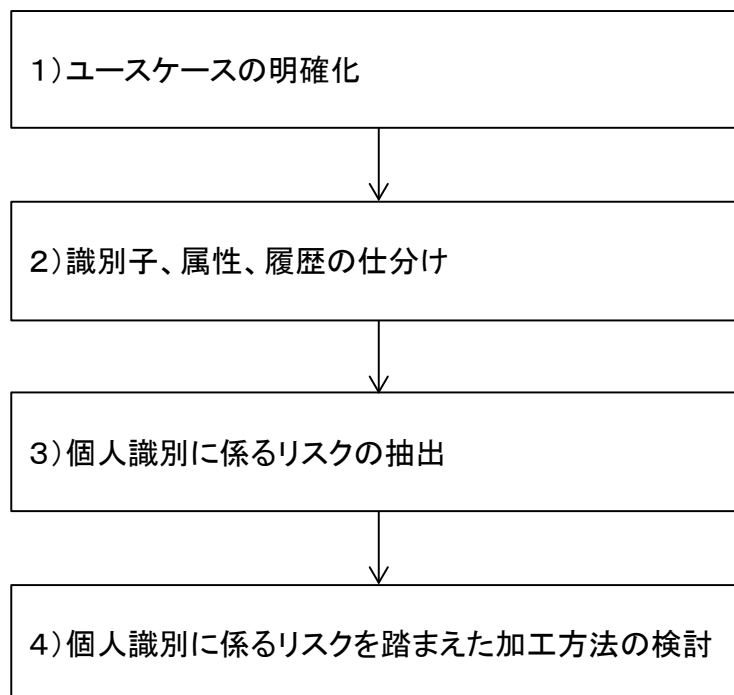 １）ユースケースの明確化
２）識別子、属性、履歴の仕分け
３）個人識別に係るリスクの抽出
４）個人識別に係るリスクを踏まえた加工方法の検討